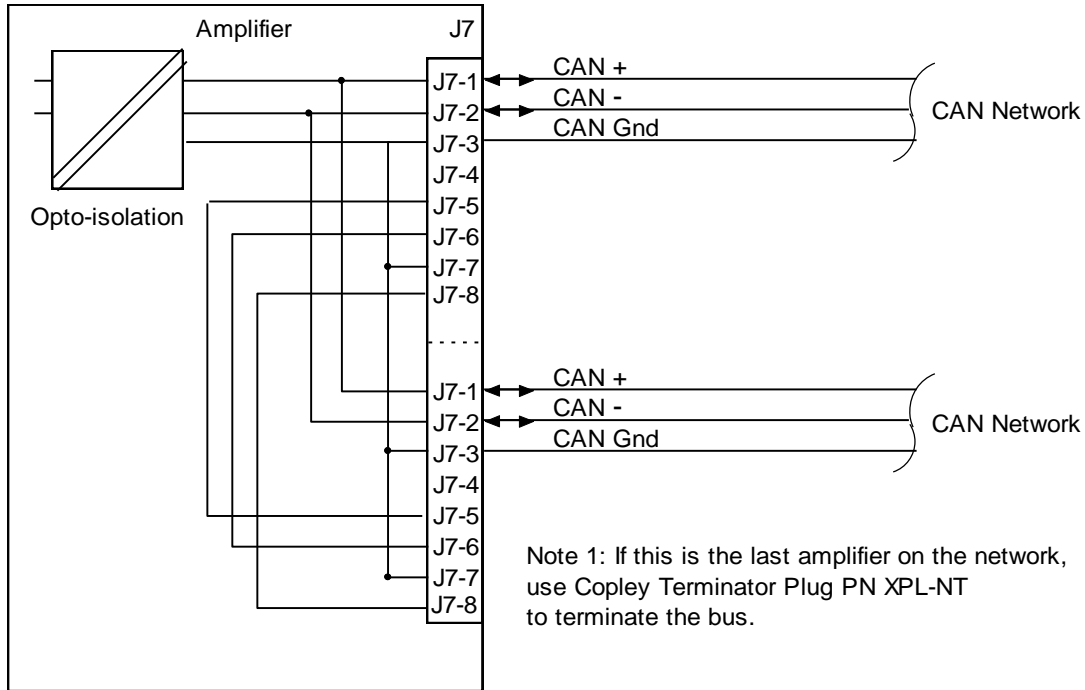 Amplifier
J7
Opto-isolation
J7-1
J7-2
J7-3
J7-4
J7-5
J7-6
J7-7
J7-8
CAN +
CAN -
CAN Gnd
CAN Network
J7-1
J7-2
J7-3
J7-4
J7-5
J7-6
J7-7
J7-8
CAN +
CAN -
CAN Gnd
CAN Network
Note 1: If this is the last amplifier on the network,
use Copley Terminator Plug PN XPL-NT
to terminate the bus.